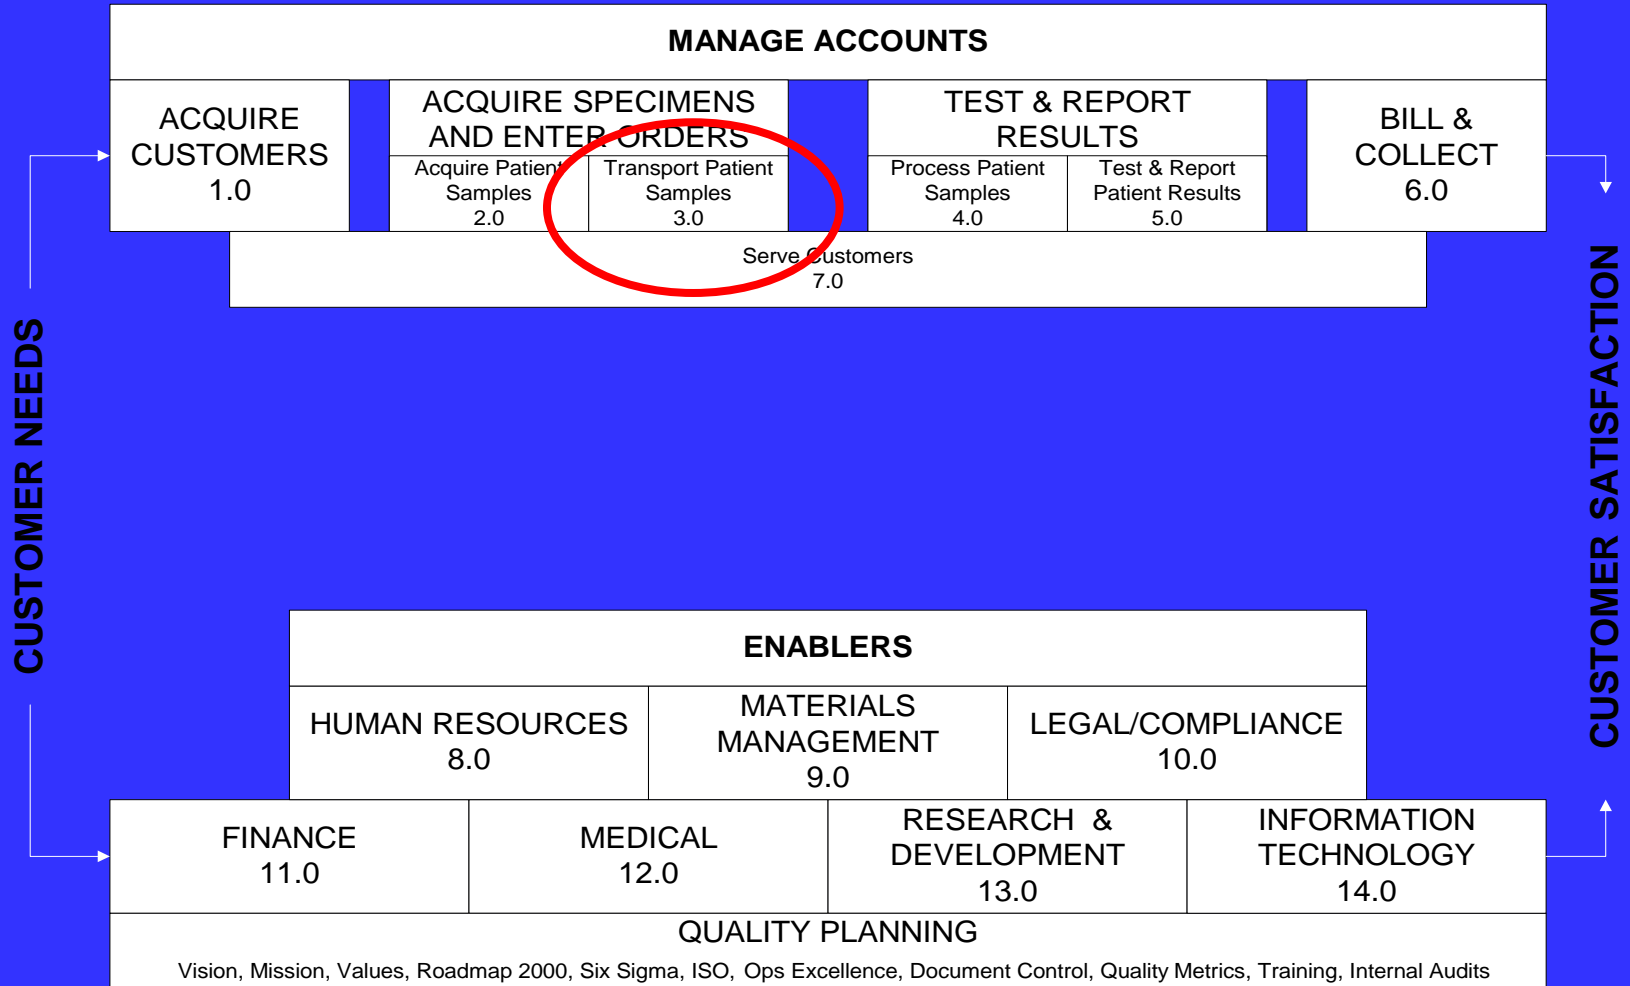 MANAGE ACCOUNTS
ACQUIRE
CUSTOMERS
1.0
ACQUIRE SPECIMENS
AND ENTER ORDERS
Acquire Patient
Samples
2.0
Transport Patient
Samples
3.0
TEST & REPORT
RESULTS
Process Patient
Samples
4.0
Test & Report
Patient Results
5.0
BILL &
COLLECT
6.0
Serve Customers
7.0
CUSTOMER NEEDS
CUSTOMER SATISFACTION
ENABLERS
HUMAN RESOURCES
8.0
MATERIALS
MANAGEMENT
9.0
LEGAL/COMPLIANCE
10.0
FINANCE
11.0
MEDICAL
12.0
RESEARCH &
DEVELOPMENT
13.0
INFORMATION
TECHNOLOGY
14.0
QUALITY PLANNING
Vision, Mission, Values, Roadmap 2000, Six Sigma, ISO, Ops Excellence, Document Control, Quality Metrics, Training, Internal Audits